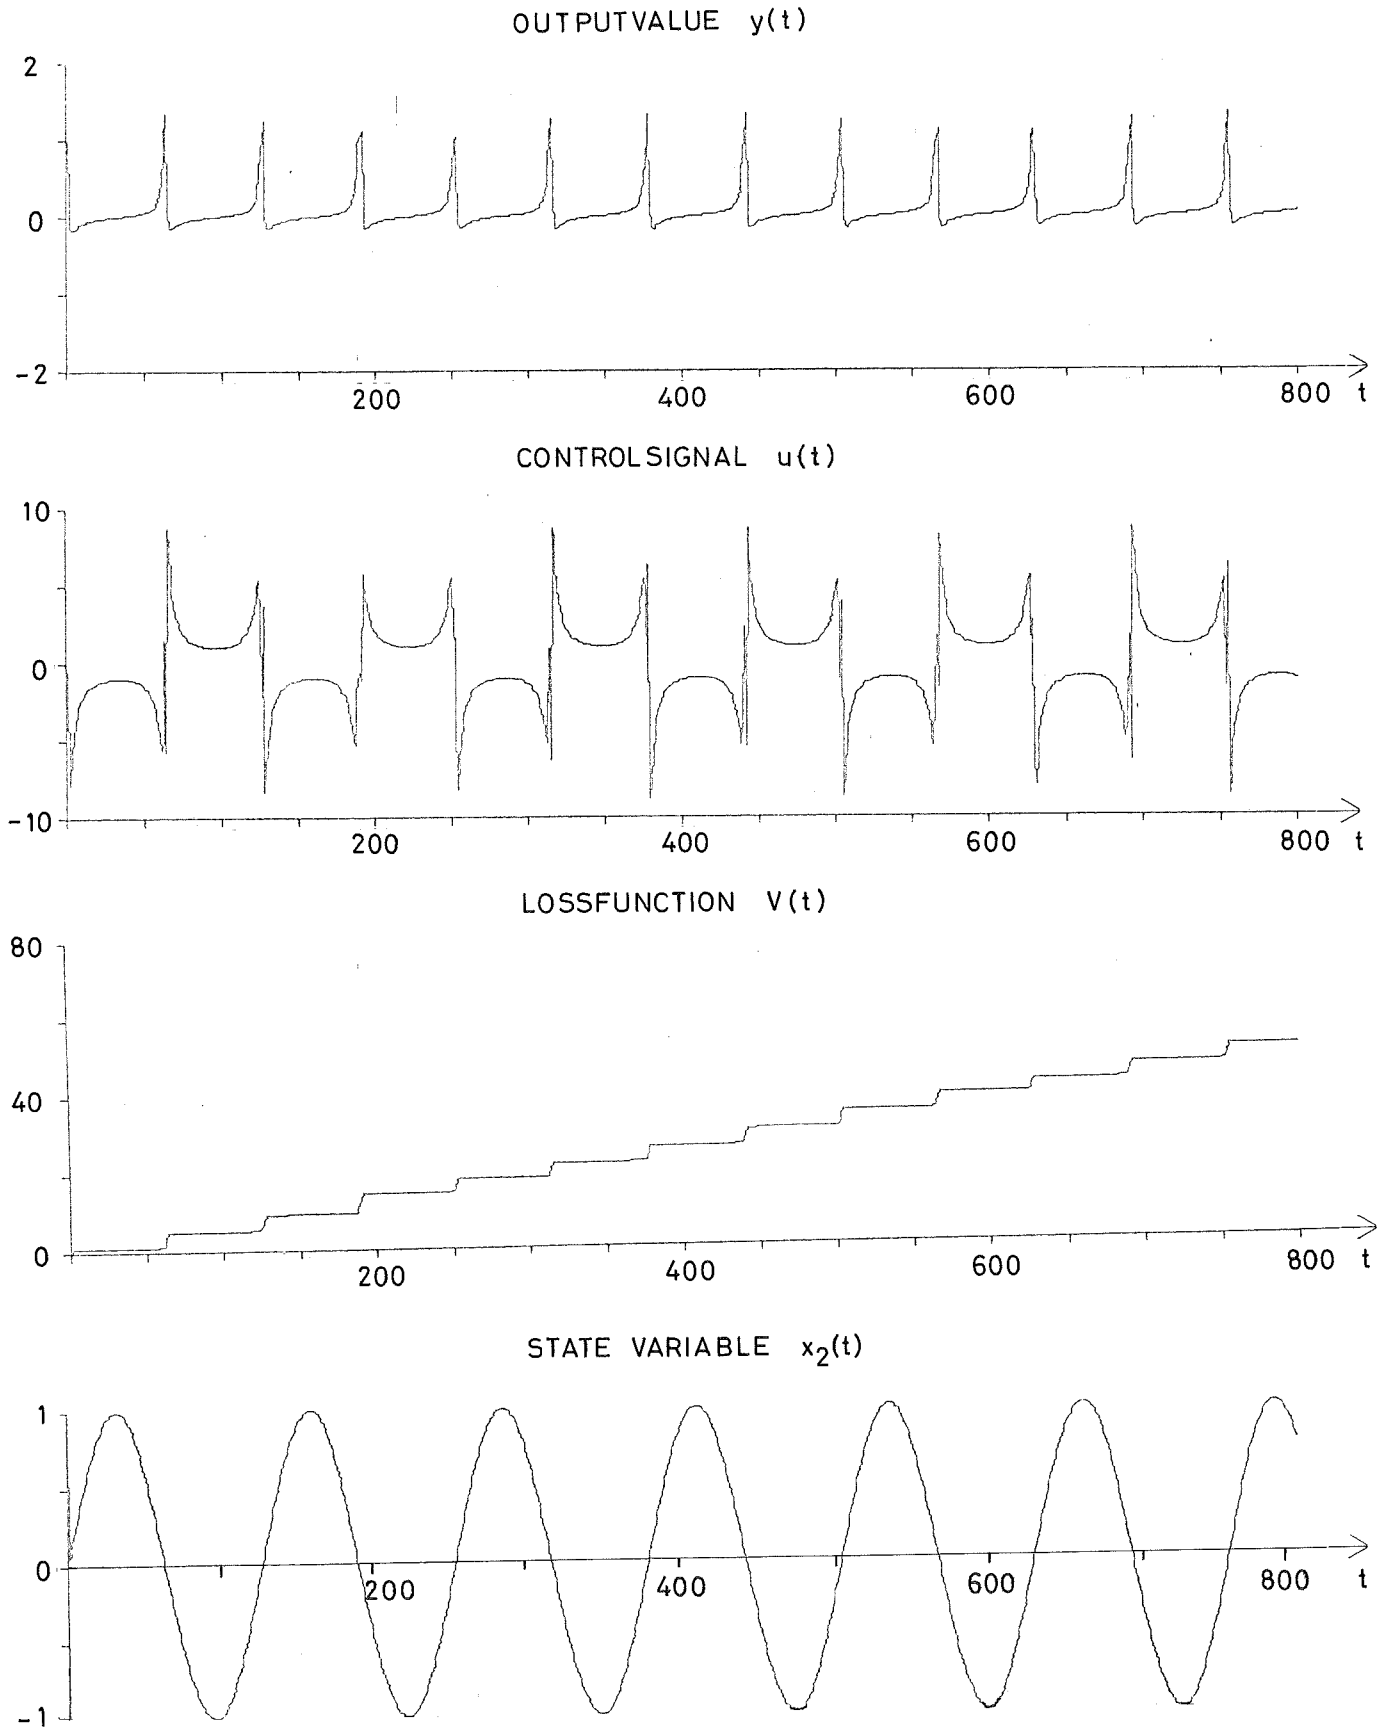 OUTPUTVALUE y(t)
2
0
-2
200 400 600 800 t
CONTROLSIGNAL u(t)
10
0
-10
200 400 600 800 t
LOSSFUNCTION V(t)
80
40
0
200 400 600 800 t
STATE VARIABLE x₂(t)
1
0
200 400 600 800 t
-1